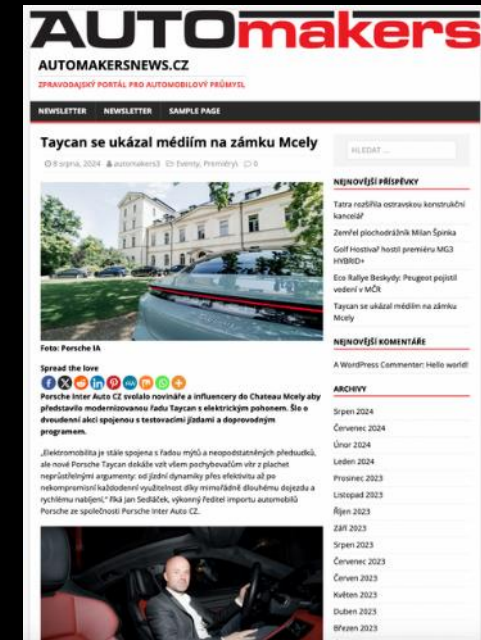 AUTOmakers
AUTOMAKERSNEWS.CZ
ZPRAVODAJSKÝ PORTÁL PRO AUTOMOBILOVÝ PRŮMYSL
NEWSLETTER NEWSLETTER SAMPLE PAGE
Taycan se ukázal médiím na zámku Mcely
8 srpna, 2024 automakers3 Eventy, Premiéry\ 0
Foto: Porsche IA
Spread the love
Porsche Inter Auto CZ svolalo novináře a influencery do Chateau Mcely aby
představilo modernizovanou řadu Taycan s elektrickým pohonem. Šlo o
dvoudenní akci spojenou s testovacími jízdami a doprovodným
programem.
„Elektromobilita je stále spojena s řadou mýtů a neopodstatněných předsudků,
ale nové Porsche Taycan dokáže vzít všem pochybovačům vítr z plachet
neprůstřelnými argumenty: od jízdní dynamiky přes efektivitu až po
nekompromisní každodenní využitelnost díky mimořádně dlouhému dojezdu a
rychlému nabíjení,“ říká Jan Sedláček, výkonný ředitel importu automobilů
Porsche ze společnosti Porsche Inter Auto CZ.
HLEDAT ...
NEJNOVĚJŠÍ PŘÍSPĚVKY
Tatra rozšířila ostravskou konstrukční
kancelář
Zemřel plochodrážník Milan Špinka
Golf Hostivař hostil premiéru MG3
HYBRID+
Eco Rallye Beskydy: Peugeot pojistil
vedení v MČR
Taycan se ukázal médiím na zámku
Mcely
NEJNOVĚJŠÍ KOMENTÁŘE
A WordPress Commenter: Hello world!
ARCHIVY
Srpen 2024
Červenec 2024
Únor 2024
Leden 2024
Prosinec 2023
Listopad 2023
Říjen 2023
Září 2023
Srpen 2023
Červenec 2023
Červen 2023
Květen 2023
Duben 2023
Březen 2023